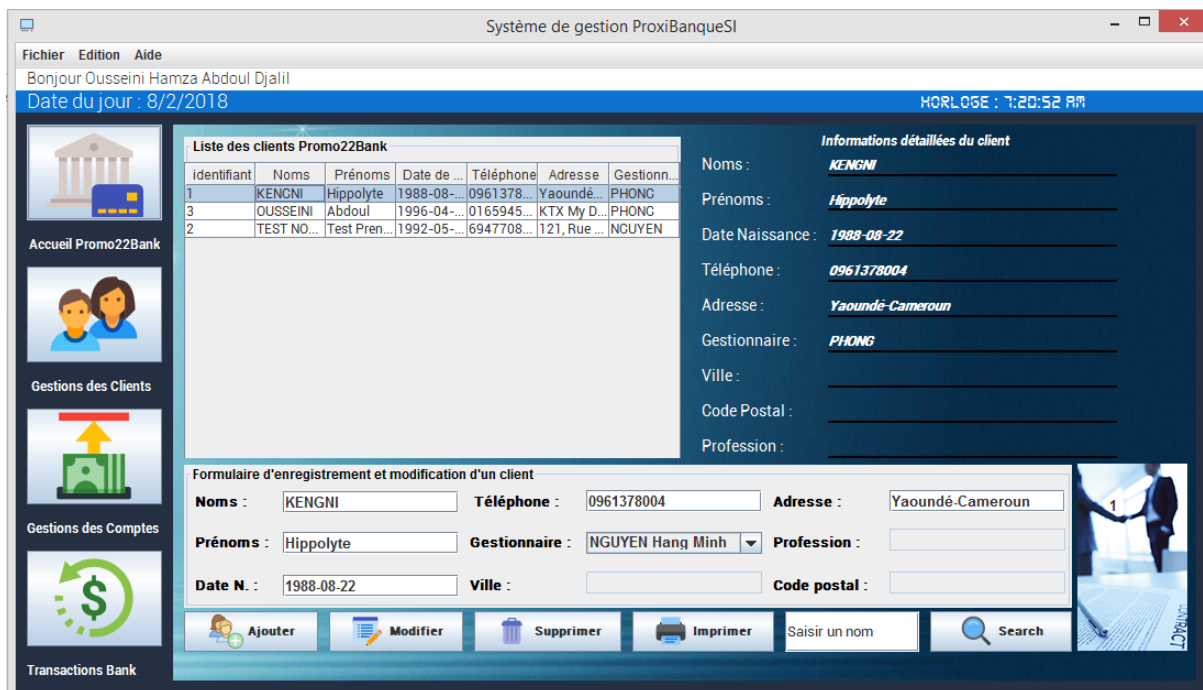 Système de gestion ProxiBanqueSI
Fichier Edition Aide
Bonjour Ousseini Hamza Abdoul Djalil
Date du jour : 8/2/2018
HORLOGE : 7:20:52 AM
Accueil Promo22Bank
Gestions des Clients
Gestions des Comptes
Transactions Bank
Liste des clients Promo22Bank
identifiant Noms Prénoms Date de ... Téléphone Adresse Gestionn...
1 KENGNI Hippolyte 1988-08-... 0961378... Yaoundé... PHONG
3 OUSSEINI Abdoul 1996-04-... 0165945... KTX My D... PHONG
2 TEST NO... Test Pren... 1992-05-... 6947708... 121, Rue ... NGUYEN
Informations détaillées du client
Noms : KENGNI
Prénoms : Hippolyte
Date Naissance : 1988-08-22
Téléphone : 0961378004
Adresse : Yaoundé-Cameroun
Gestionnaire : PHONG
Ville :
Code Postal :
Profession :
Formulaire d'enregistrement et modification d'un client
Noms : KENGNI Téléphone : 0961378004 Adresse : Yaoundé-Cameroun
Prénoms : Hippolyte Gestionnaire : NGUYEN Hang Minh Profession :
Date N. : 1988-08-22 Ville : Code postal :
1
CONTRACT
Ajouter Modifier Supprimer Imprimer Saisir un nom Search